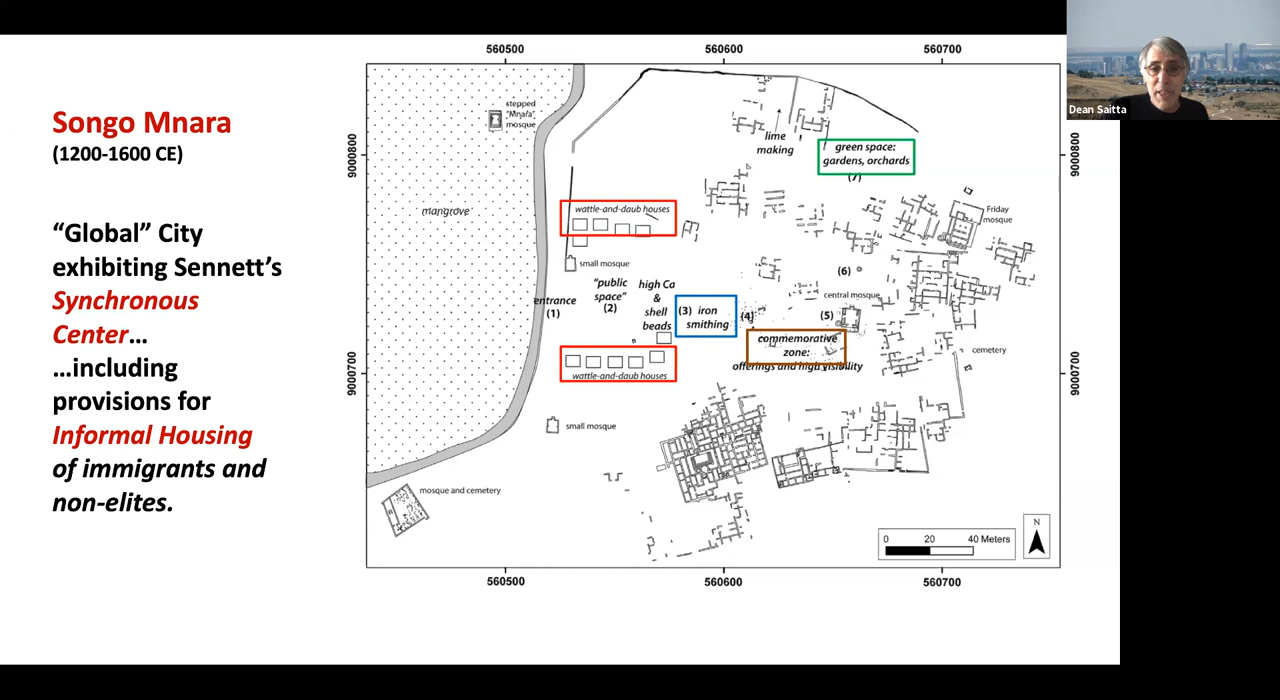 Songo Mnara
(1200-1600 CE)
“Global” City
exhibiting Sennett’s
Synchronous
Center…
…including
provisions for
Informal Housing
of immigrants and
non-elites.
560500
560600
560700
9000800
9000700
stepped
"Mnara"
mosque
mangrove
lime
making
green space:
gardens, orchards
(7)
wattle-and-daub houses
Friday
mosque
small mosque
"public
space"
(2)
high Ca
&
shell
beads
entrance
(1)
(3) iron
smithing
(4)
(6)
central mosque
(5)
commemorative
zone:
offerings and high visibility
cemetery
wattle-and-daub houses
small mosque
mosque and cemetery
0 20 40 Meters
N
9000800
9000700
560500
560600
560700
Dean Saitta